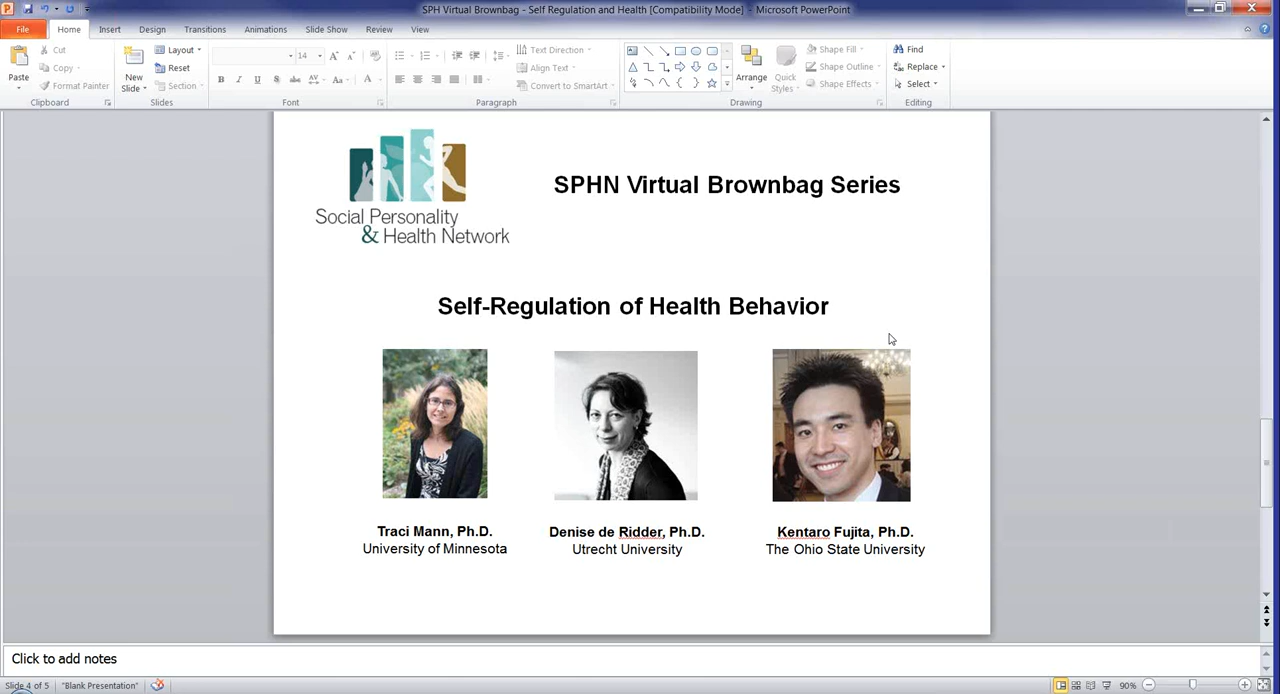 SPH Virtual Brownbag - Self Regulation and Health [Compatibility Mode] - Microsoft PowerPoint
File Home Insert Design Transitions Animations Slide Show Review View
Paste
Cut
Copy
Format Painter
Clipboard
New
Slide
Layout
Reset
Section
Slides
14
B I U S abc AV Aa A
Font
Text Direction
Align Text
Convert to SmartArt
Paragraph
Arrange
Quick
Styles
Shape Fill
Shape Outline
Shape Effects
Drawing
Find
Replace
Select
Editing
Social Personality
& Health Network
SPHN Virtual Brownbag Series
Self-Regulation of Health Behavior
Traci Mann, Ph.D.
University of Minnesota
Denise de Ridder, Ph.D.
Utrecht University
Kentaro Fujita, Ph.D.
The Ohio State University
Click to add notes
Slide 4 of 5 "Blank Presentation" 90%